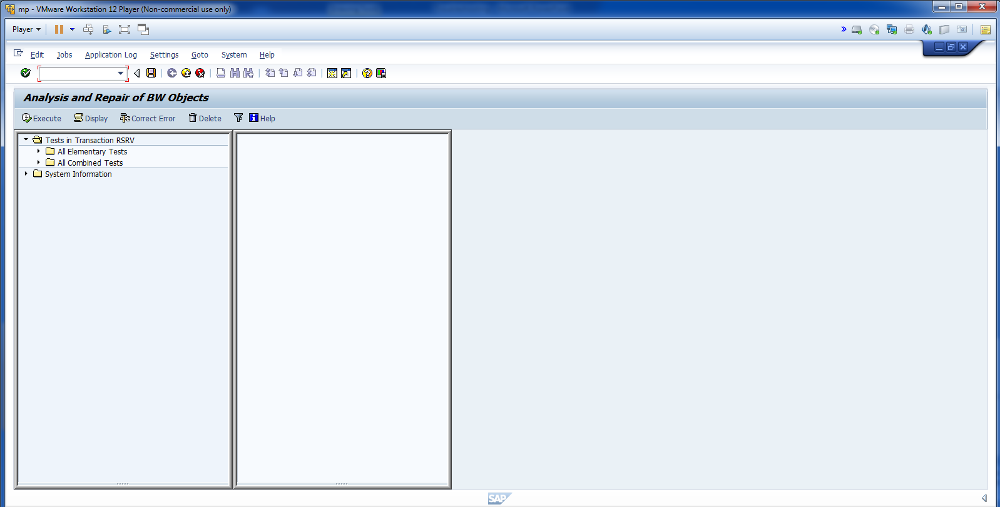 mp - VMware Workstation 12 Player (Non-commercial use only)
Player
Edit Jobs Application Log Settings Goto System Help
Analysis and Repair of BW Objects
Execute Display Correct Error Delete Help
Tests in Transaction RSRV
All Elementary Tests
All Combined Tests
System Information
SAP